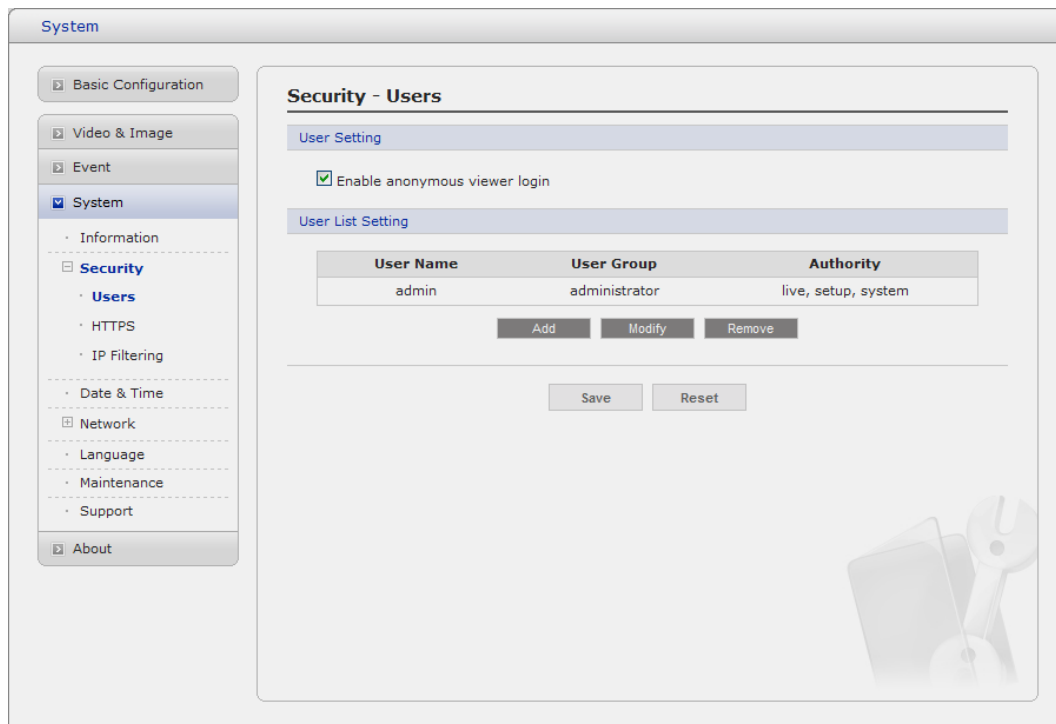 System
Basic Configuration
Video & Image
Event
System
Information
Security
Users
HTTPS
IP Filtering
Date & Time
Network
Language
Maintenance
Support
About
Security - Users
User Setting
Enable anonymous viewer login
User List Setting
User Name User Group Authority
admin administrator live, setup, system
Add Modify Remove
Save Reset